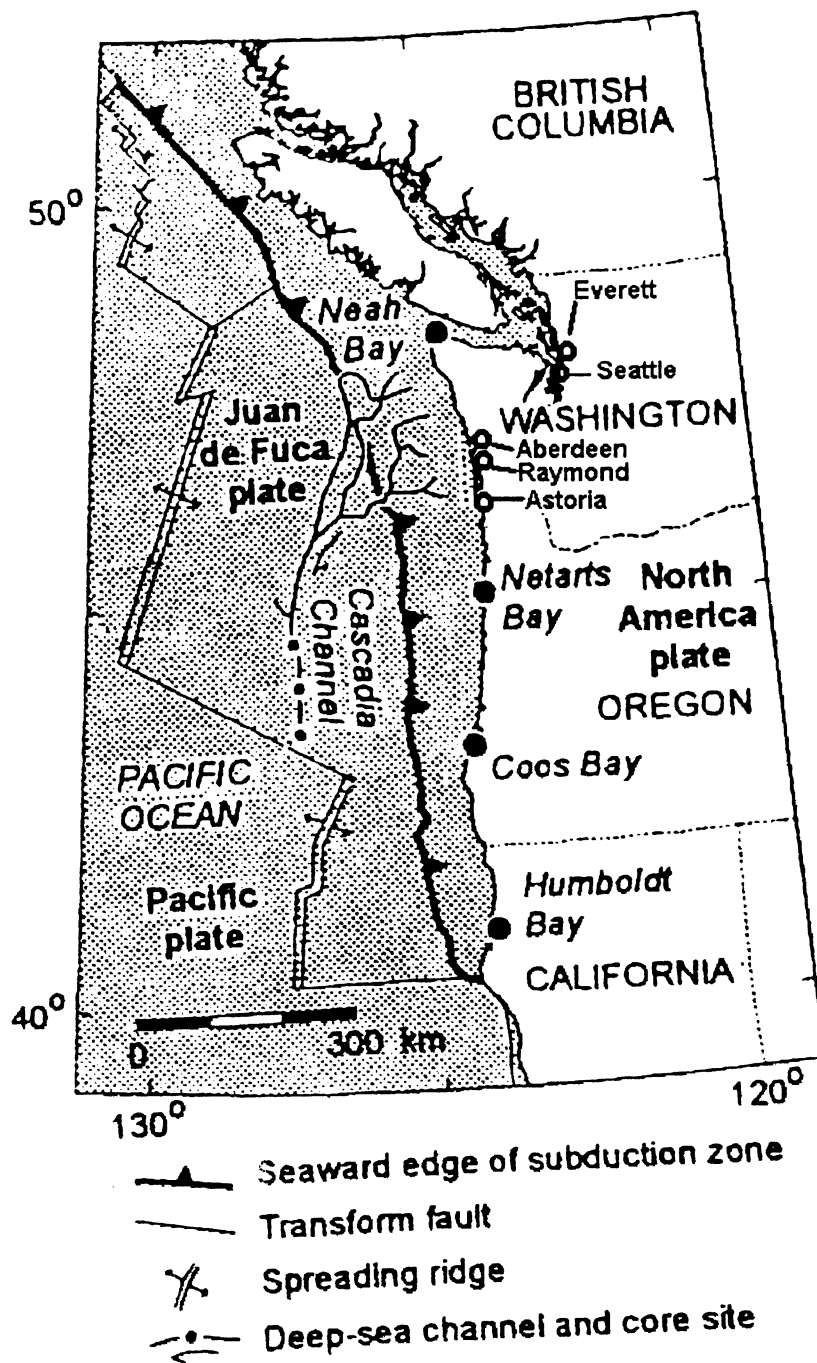 BRITISH
COLUMBIA
50°
Neah
Bay
Everett
Seattle
WASHINGTON
Juan
de Fuca
plate
Aberdeen
Raymond
Astoria
Cascadia
Channel
Netarts
Bay
North
America
plate
OREGON
PACIFIC
OCEAN
Coos Bay
Pacific
plate
Humboldt
Bay
CALIFORNIA
40°
0 300 km
130°
120°
Seaward edge of subduction zone
Transform fault
Spreading ridge
Deep-sea channel and core site